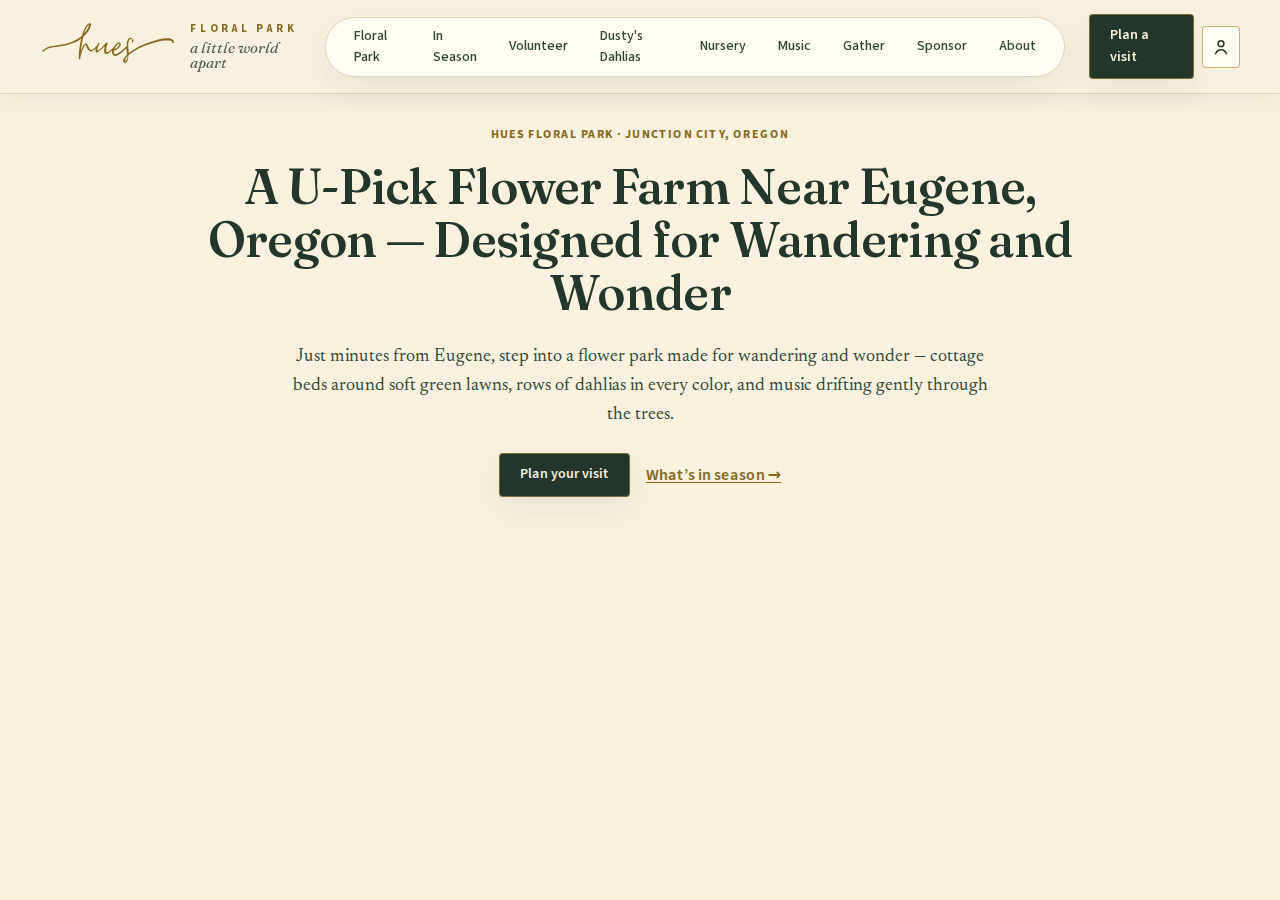 hues
FLORAL PARK
a little world
apart
Floral
Park
In
Season
Volunteer
Dusty's
Dahlias
Nursery
Music
Gather
Sponsor
About
Plan a
visit
HUES FLORAL PARK · JUNCTION CITY, OREGON
A U-Pick Flower Farm Near Eugene,
Oregon — Designed for Wandering and
Wonder
Just minutes from Eugene, step into a flower park made for wandering and wonder — cottage
beds around soft green lawns, rows of dahlias in every color, and music drifting gently through
the trees.
Plan your visit
What’s in season →